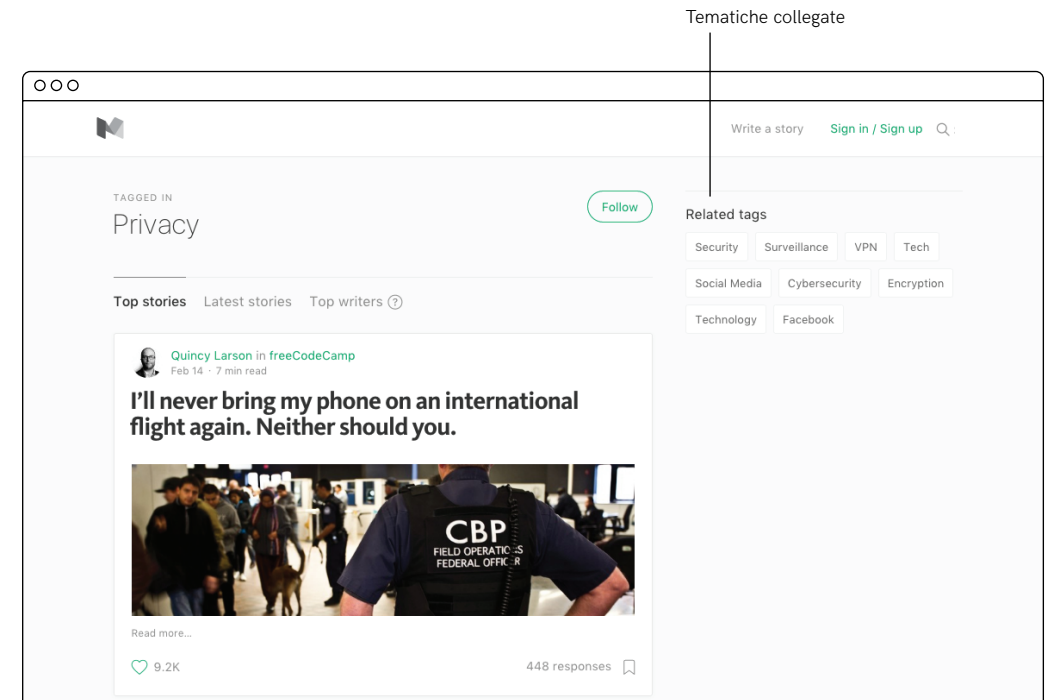 Tematiche collegate
Write a story
Sign in / Sign up
TAGGED IN
Privacy
Follow
Related tags
Security
Surveillance
VPN
Tech
Social Media
Cybersecurity
Encryption
Technology
Facebook
Top stories
Latest stories
Top writers ?
Quincy Larson in freeCodeCamp
Feb 14 · 7 min read
I’ll never bring my phone on an international
flight again. Neither should you.
CBP
FIELD OPERATIONS
FEDERAL OFFICER
Read more...
9.2K
448 responses